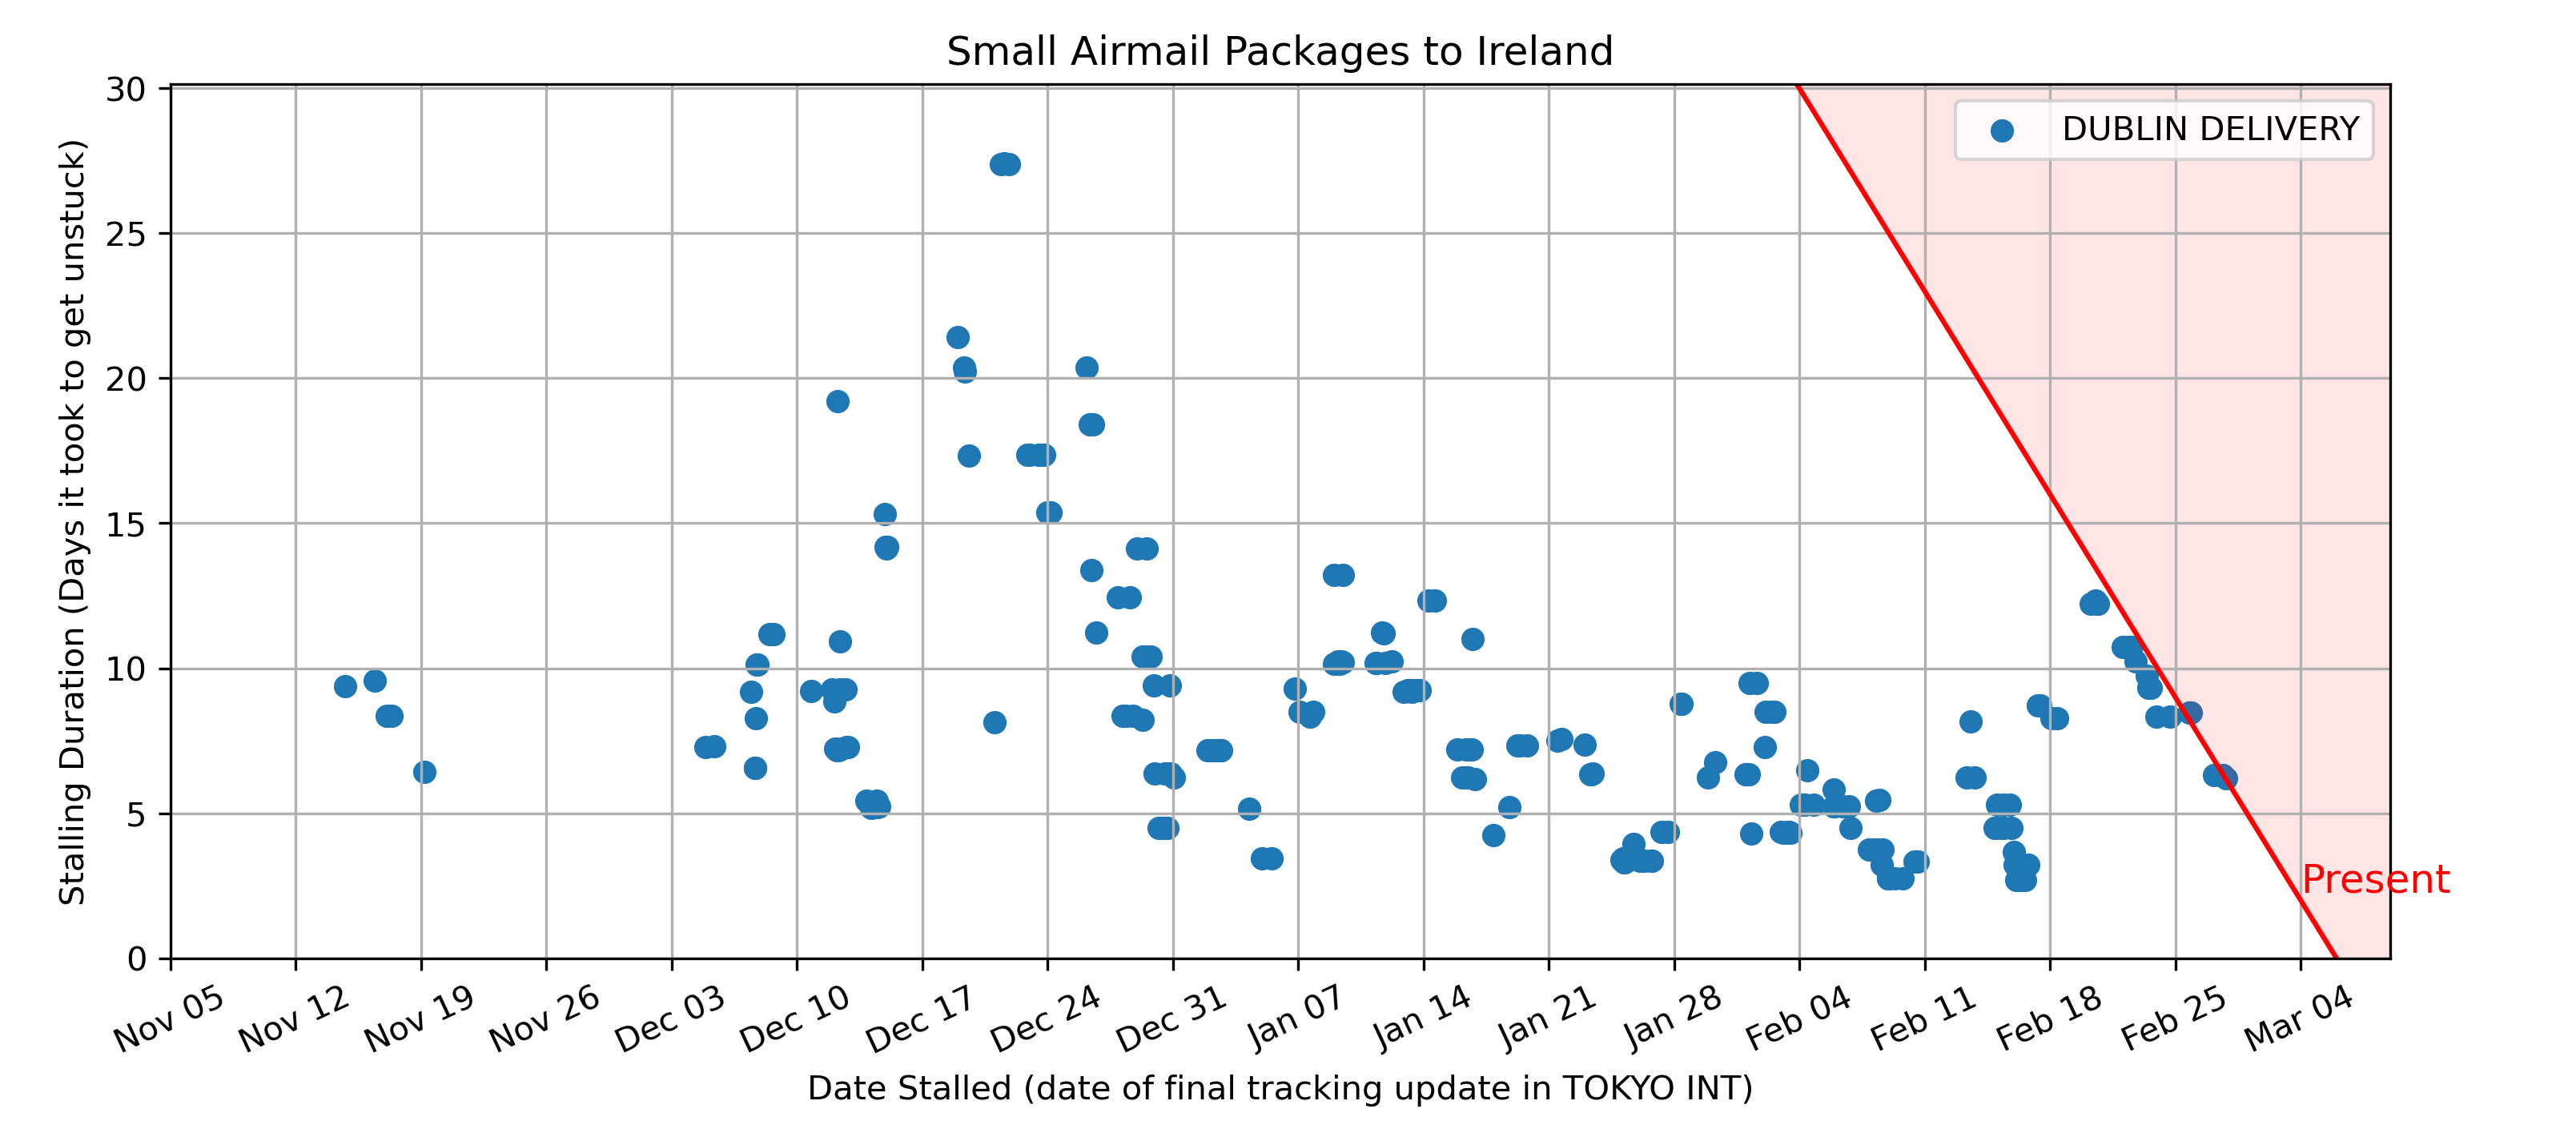 Small Airmail Packages to Ireland
30
25
20
15
10
5
0
Stalling Duration (Days it took to get unstuck)
DUBLIN DELIVERY
Present
Nov 05
Nov 12
Nov 19
Nov 26
Dec 03
Dec 10
Dec 17
Dec 24
Dec 31
Jan 07
Jan 14
Jan 21
Jan 28
Feb 04
Feb 11
Feb 18
Feb 25
Mar 04
Date Stalled (date of final tracking update in TOKYO INT)